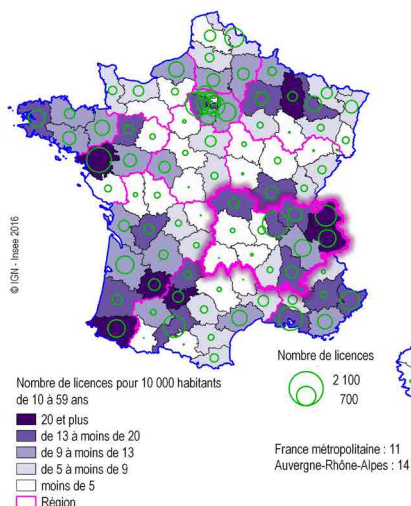 © IGN - Insee 2016
Nombre de licences
2 100
700
Nombre de licences pour 10 000 habitants
de 10 à 59 ans
20 et plus
de 13 à moins de 20
de 9 à moins de 13
de 5 à moins de 9
moins de 5
Région
France métropolitaine : 11
Auvergne-Rhône-Alpes : 14